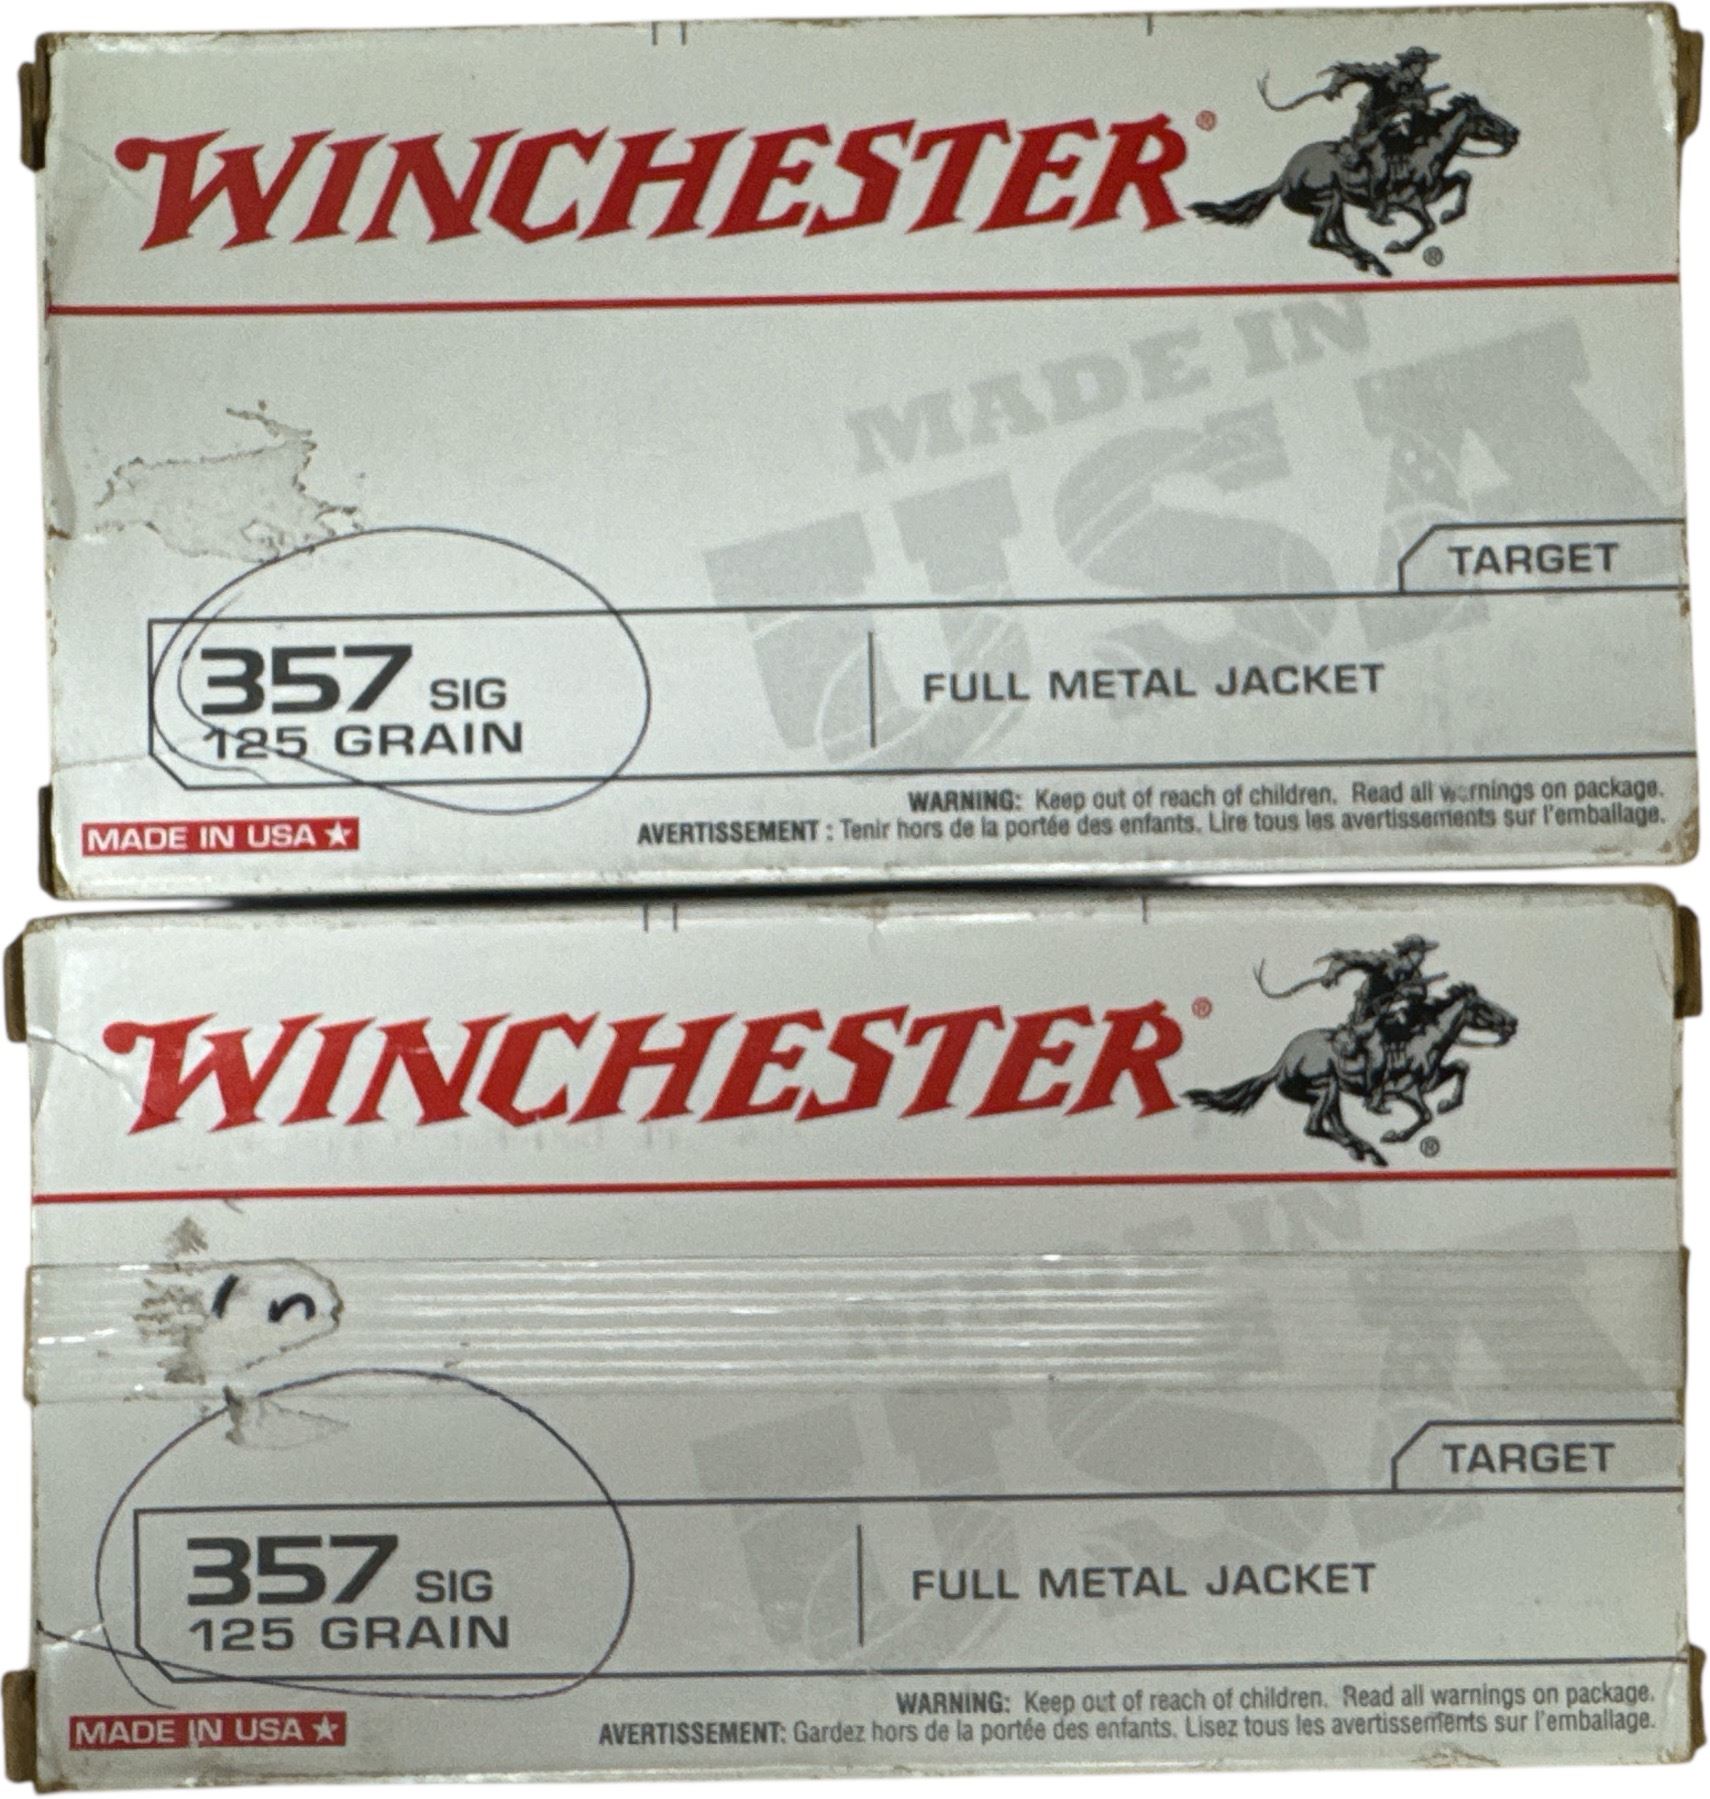 WINCHESTER®
®
MADE IN
USA
TARGET
357 SIG
125 GRAIN
FULL METAL JACKET
WARNING: Keep out of reach of children. Read all warnings on package.
AVERTISSEMENT : Tenir hors de la portée des enfants. Lire tous les avertissements sur l'emballage.
MADE IN USA ★
WINCHESTER®
®
MADE IN
USA
TARGET
357 SIG
125 GRAIN
FULL METAL JACKET
WARNING: Keep out of reach of children. Read all warnings on package.
AVERTISSEMENT: Gardez hors de la portée des enfants. Lisez tous les avertissements sur l'emballage.
MADE IN USA ★